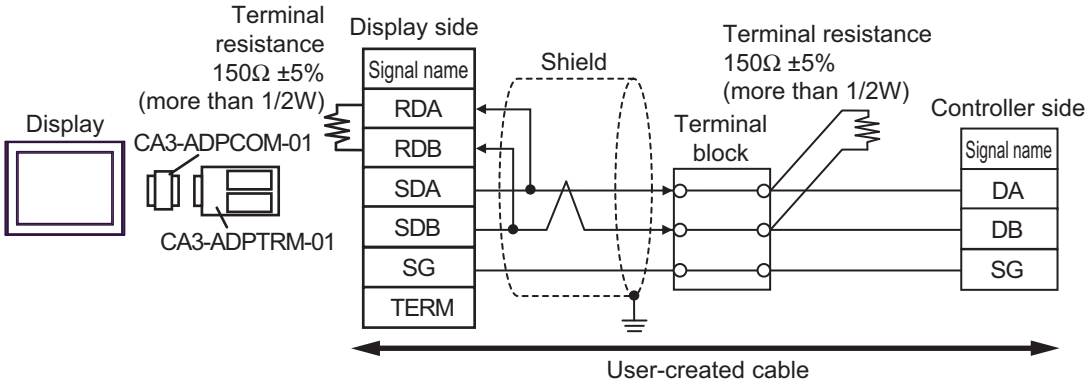 Terminal
resistance
150Ω ±5%
(more than 1/2W)
Display side
Signal name
RDA
RDB
SDA
SDB
SG
TERM
Display
CA3-ADPCOM-01
CA3-ADPTRM-01
Shield
Terminal resistance
150Ω ±5%
(more than 1/2W)
Terminal
block
Controller side
Signal name
DA
DB
SG
User-created cable